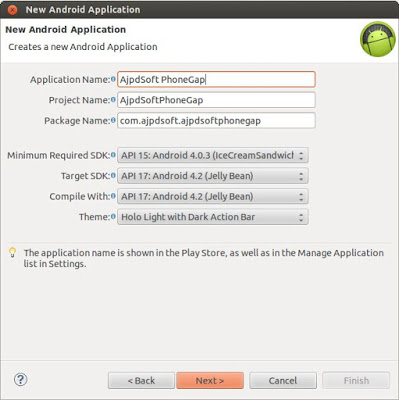 New Android Application
New Android Application
Creates a new Android Application
Application Name: AjpdSoft PhoneGap
Project Name: AjpdSoftPhoneGap
Package Name: com.ajpdsoft.ajpdsoftphonegap
Minimum Required SDK: API 15: Android 4.0.3 (IceCreamSandwich
Target SDK: API 17: Android 4.2 (Jelly Bean)
Compile With: API 17: Android 4.2 (Jelly Bean)
Theme: Holo Light with Dark Action Bar
The application name is shown in the Play Store, as well as in the Manage Application
list in Settings.
? < Back Next > Cancel Finish